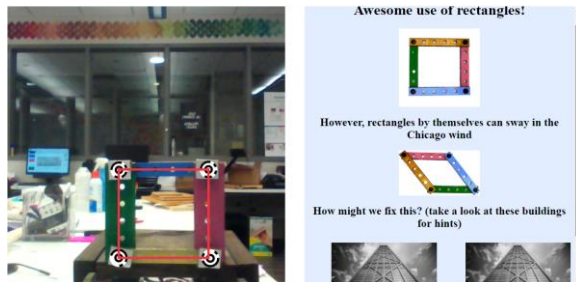 Awesome use of rectangles!
However, rectangles by themselves can sway in the
Chicago wind
How might we fix this? (take a look at these buildings
for hints)